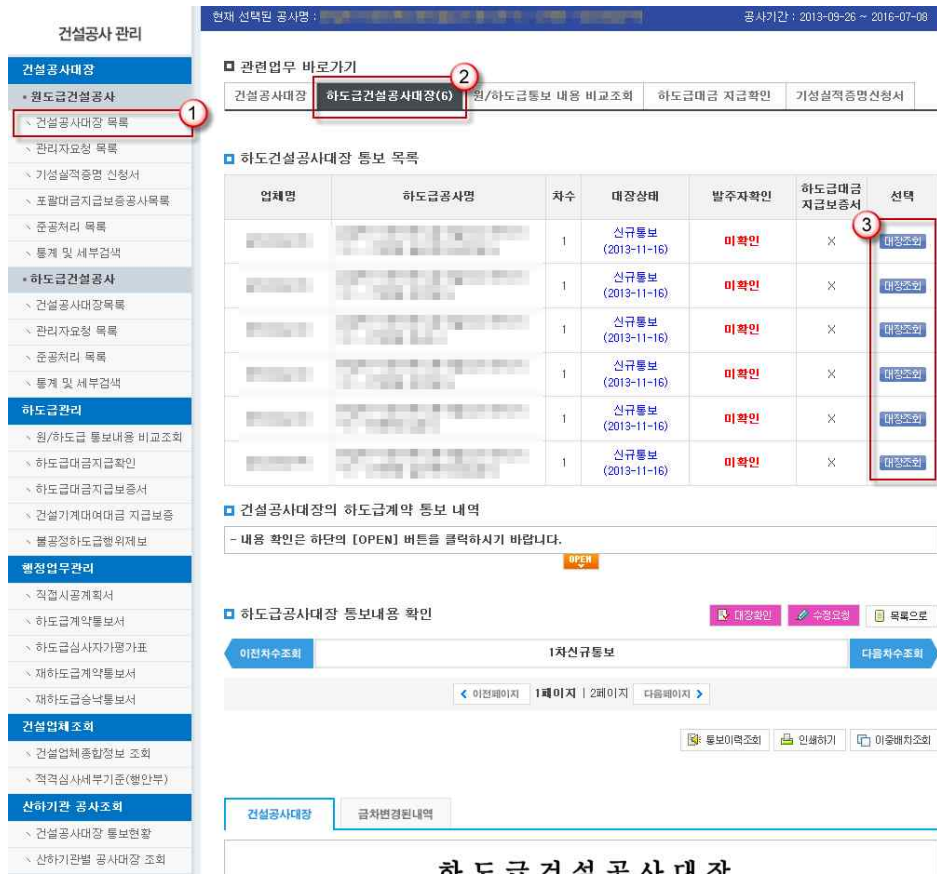 건설공사 관리
건설공사대장
원도급건설공사
건설공사대장 목록
관리자요청 목록
기성실적증명 신청서
포괄대금지급보증공사목록
준공처리 목록
통계 및 세부검색
하도급건설공사
건설공사대장목록
관리자요청 목록
준공처리 목록
통계 및 세부검색
하도급관리
원/하도급 통보내용 비교조회
하도급대금지급확인
하도급대금지급보증서
건설기계대여대금 지급보증
불공정하도급행위제보
행정업무관리
직접시공계획서
하도급계약통보서
하도급심사자가평가표
재하도급계약통보서
재하도급승낙통보서
건설업체조회
건설업체종합정보 조회
적격심사세부기준(행안부)
산하기관 공사조회
건설공사대장 통보현황
산하기관별 공사대장 조회
1
현재 선택된 공사명 :
공사기간 : 2013-09-26 ~ 2016-07-08
관련업무 바로가기
2
건설공사대장 하도급건설공사대장(6) 원/하도급통보 내용 비교조회 하도급대금 지급확인 기성실적증명신청서
하도건설공사대장 통보 목록
업체명 하도급공사명 차수 대장상태 발주자확인 하도급대금 지급보증서 선택
3
1 신규통보 (2013-11-16) 미확인 X 대장조회
1 신규통보 (2013-11-16) 미확인 X 대장조회
1 신규통보 (2013-11-16) 미확인 X 대장조회
1 신규통보 (2013-11-16) 미확인 X 대장조회
1 신규통보 (2013-11-16) 미확인 X 대장조회
1 신규통보 (2013-11-16) 미확인 X 대장조회
건설공사대장의 하도급계약 통보 내역
- 내용 확인은 하단의 [OPEN] 버튼을 클릭하시기 바랍니다.
OPEN
하도급공사대장 통보내용 확인
대장확인 수정요청 목록으로
이전차수조회 1차신규통보 다음차수조회
이전페이지 1페이지 | 2페이지 다음페이지
통보이력조회 인쇄하기 이중배치조회
건설공사대장 금차변경된내역
하 도 급 건 설 공 사 대 장